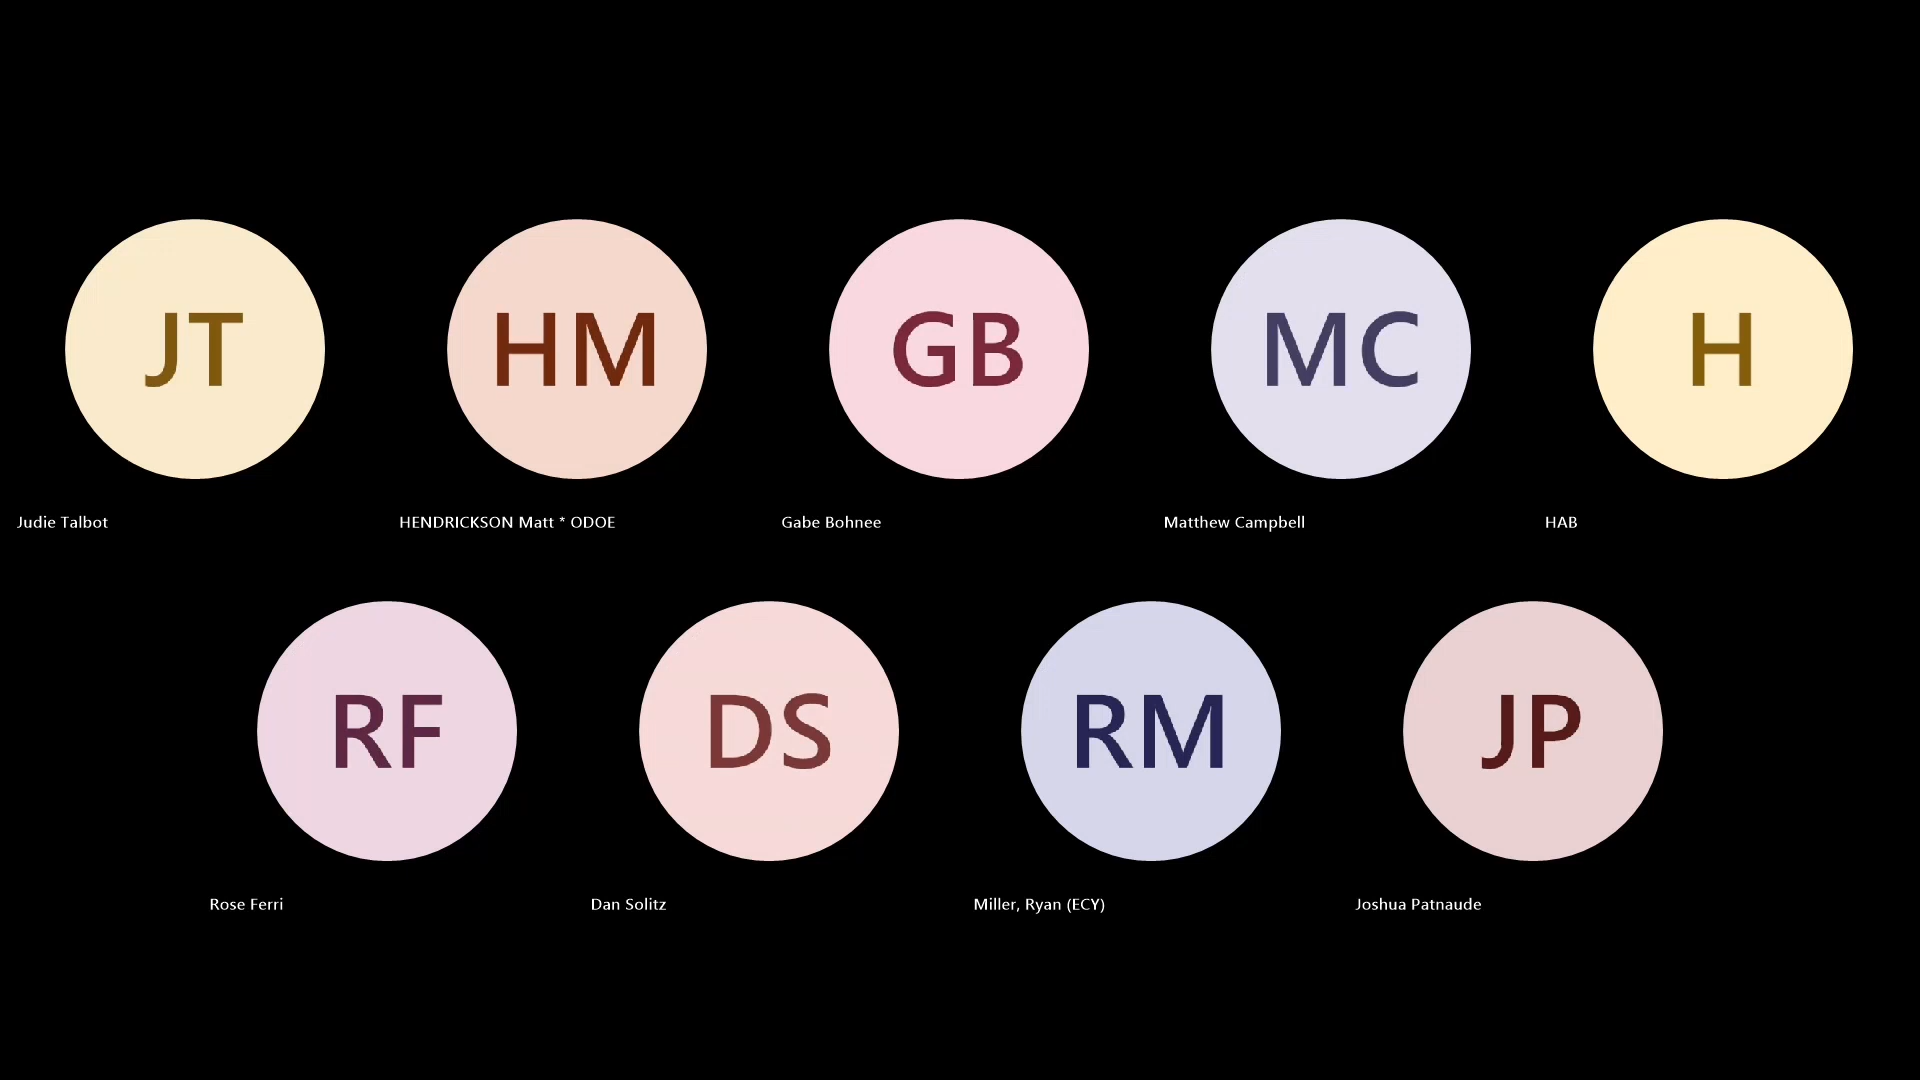 JT
HM
GB
MC
H
Judie Talbot
HENDRICKSON Matt * ODOE
Gabe Bohnee
Matthew Campbell
HAB
RF
DS
RM
JP
Rose Ferri
Dan Solitz
Miller, Ryan (ECY)
Joshua Patnaude